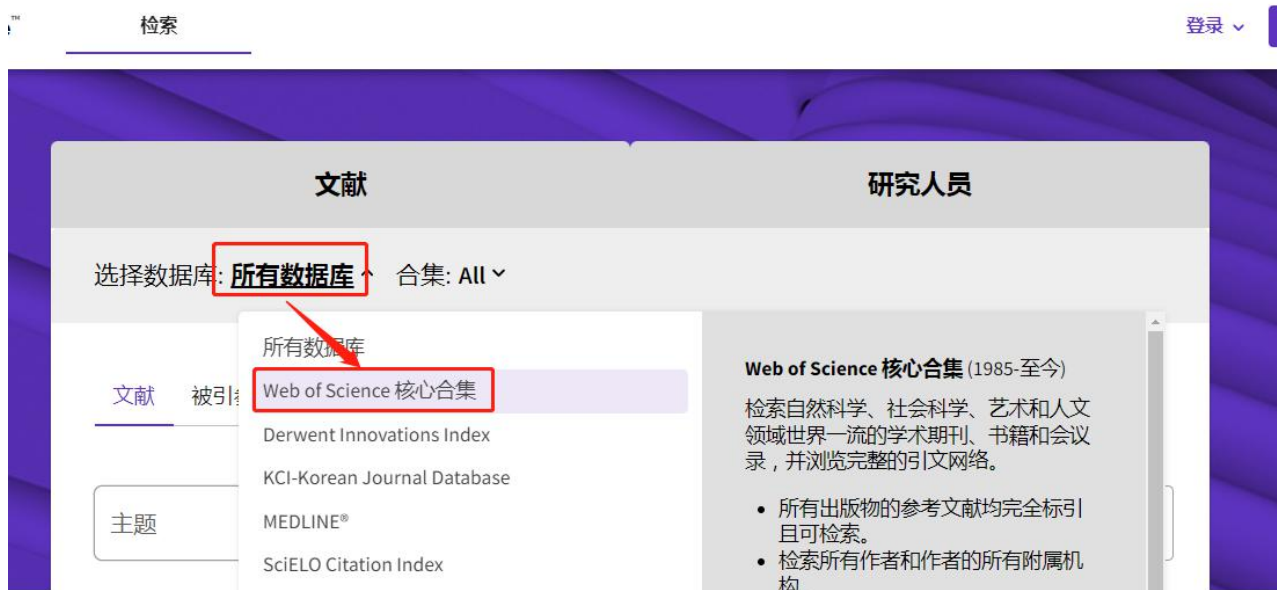 检索
登录
文献
研究人员
选择数据库: 所有数据库 合集: All
所有数据库
Web of Science 核心合集
Derwent Innovations Index
KCI-Korean Journal Database
MEDLINE®
SciELO Citation Index
文献 被引
主题
Web of Science 核心合集 (1985-至今)
检索自然科学、社会科学、艺术和人文
领域世界一流的学术期刊、书籍和会议
录，并浏览完整的引文网络。
• 所有出版物的参考文献均完全标引
且可检索。
• 检索所有作者和作者的所有附属机
构